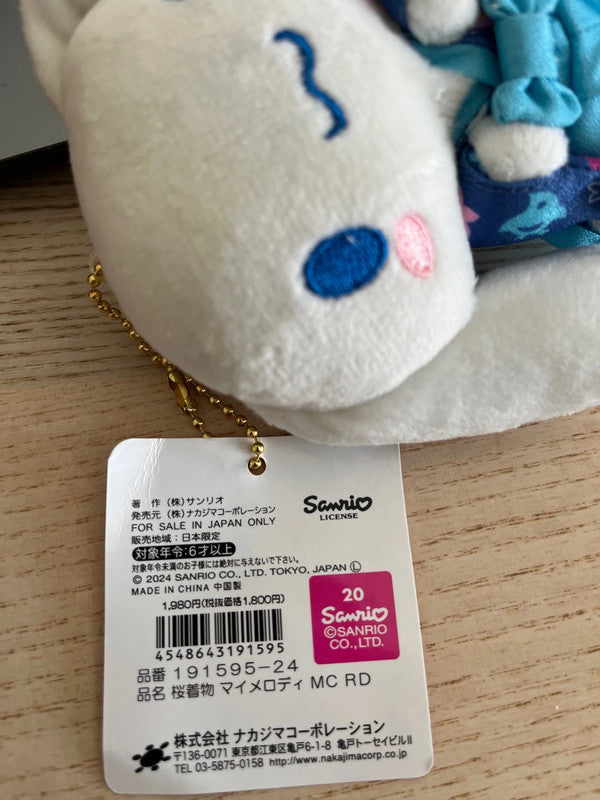 著 作 (株)サンリオ
発売元 (株)ナカジマコーポレーション
FOR SALE IN JAPAN ONLY
販売地域:日本限定
対象年令:6才以上
対象年令未満のお子様には絶対に与えないで下さい。
© 2024 SANRIO CO., LTD. TOKYO, JAPAN Ⓛ
MADE IN CHINA 中国製
1,980円(税抜価格1,800円)
4548643191595
品番 191595-24
品名 桜着物 マイメロディ MC RD
Sanrio
LICENSE
20
Sanrio
©SANRIO
CO., LTD.
株式会社 ナカジマコーポレーション
〒136-0071 東京都江東区亀戸6-1-8 亀戸トーセイビルⅡ
TEL 03-5875-0158 http://www.nakajimacorp.co.jp